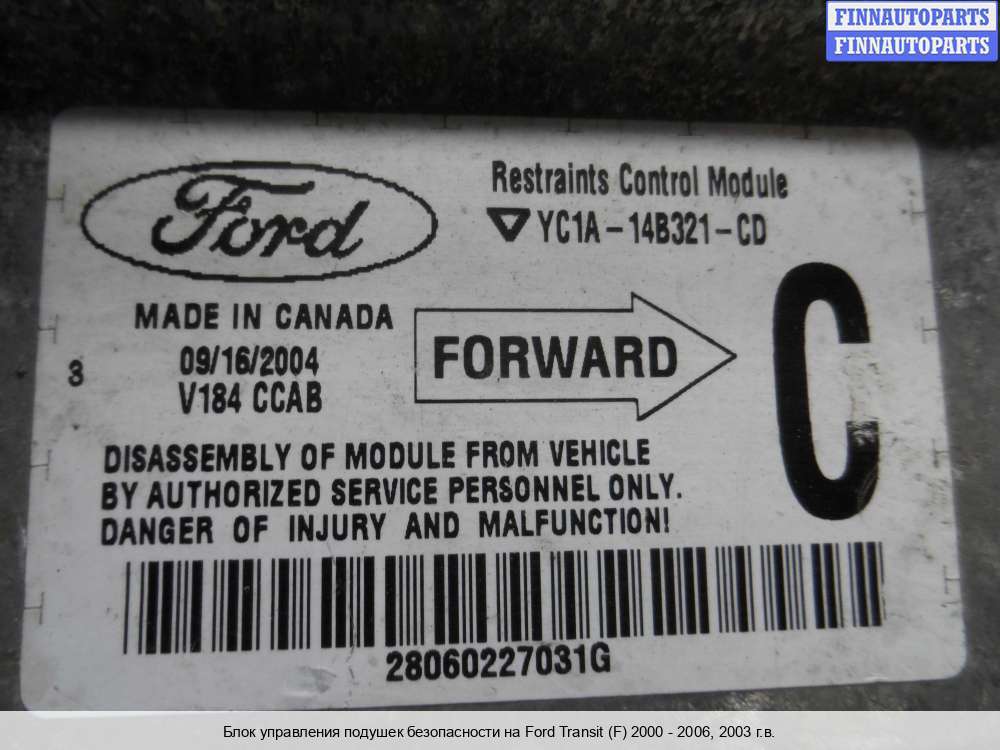 FINNAUTOPARTS
FINNAUTOPARTS
Ford
Restraints Control Module
YC1A-14B321-CD
MADE IN CANADA
09/16/2004
V184 CCAB
3
FORWARD
C
DISASSEMBLY OF MODULE FROM VEHICLE
BY AUTHORIZED SERVICE PERSONNEL ONLY.
DANGER OF INJURY AND MALFUNCTION!
28060227031G
Блок управления подушек безопасности на Ford Transit (F) 2000 - 2006, 2003 г.в.